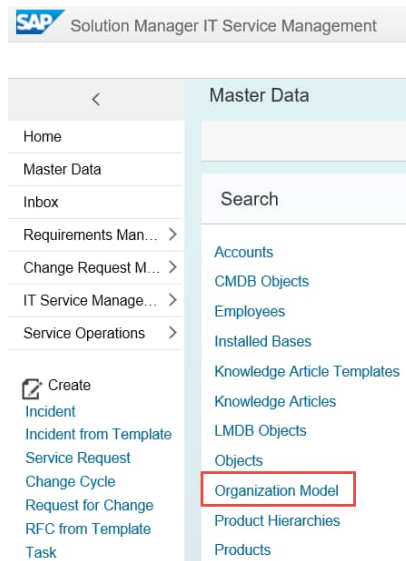 SAP Solution Manager IT Service Management
Master Data
Home
Master Data
Inbox
Requirements Man...
Change Request M...
IT Service Manage...
Service Operations
Create
Incident
Incident from Template
Service Request
Change Cycle
Request for Change
RFC from Template
Task
Search
Accounts
CMDB Objects
Employees
Installed Bases
Knowledge Article Templates
Knowledge Articles
LMDB Objects
Objects
Organization Model
Product Hierarchies
Products